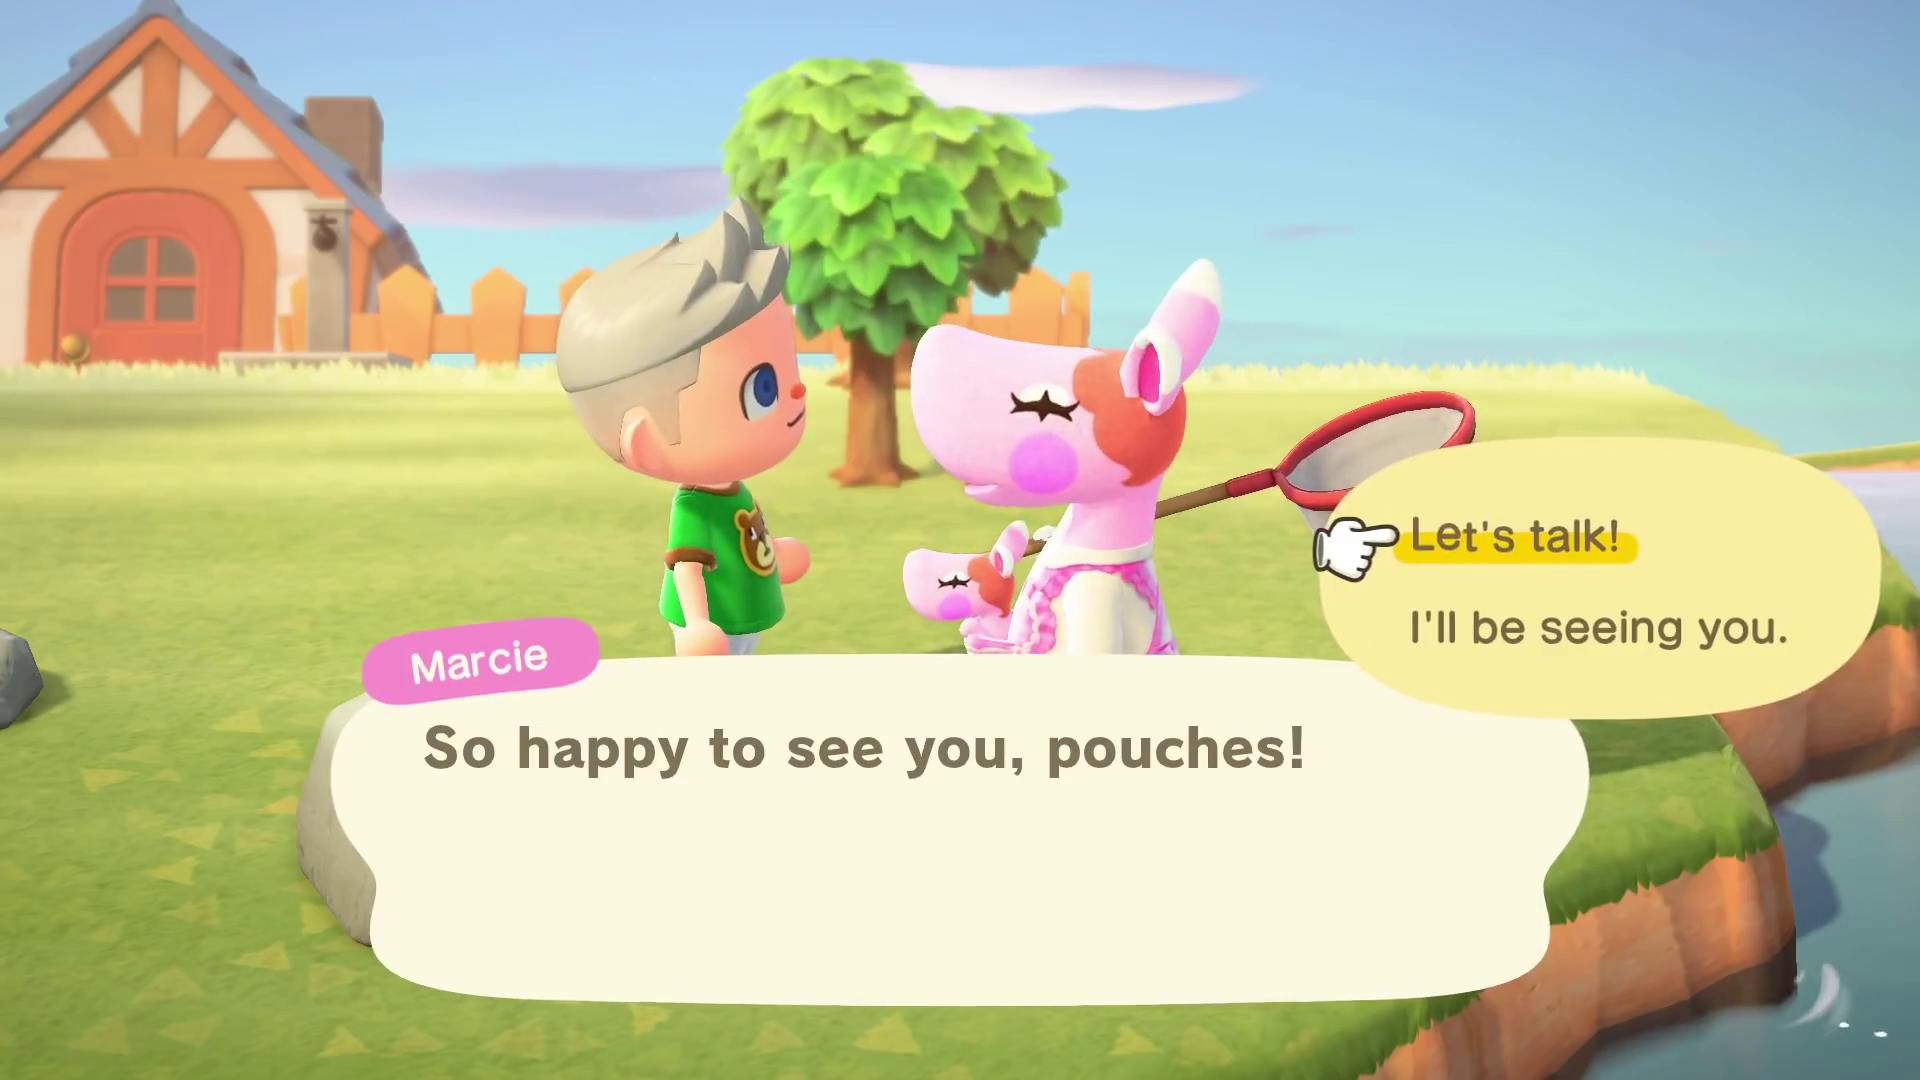 Marcie
So happy to see you, pouches!
Let's talk!
I'll be seeing you.